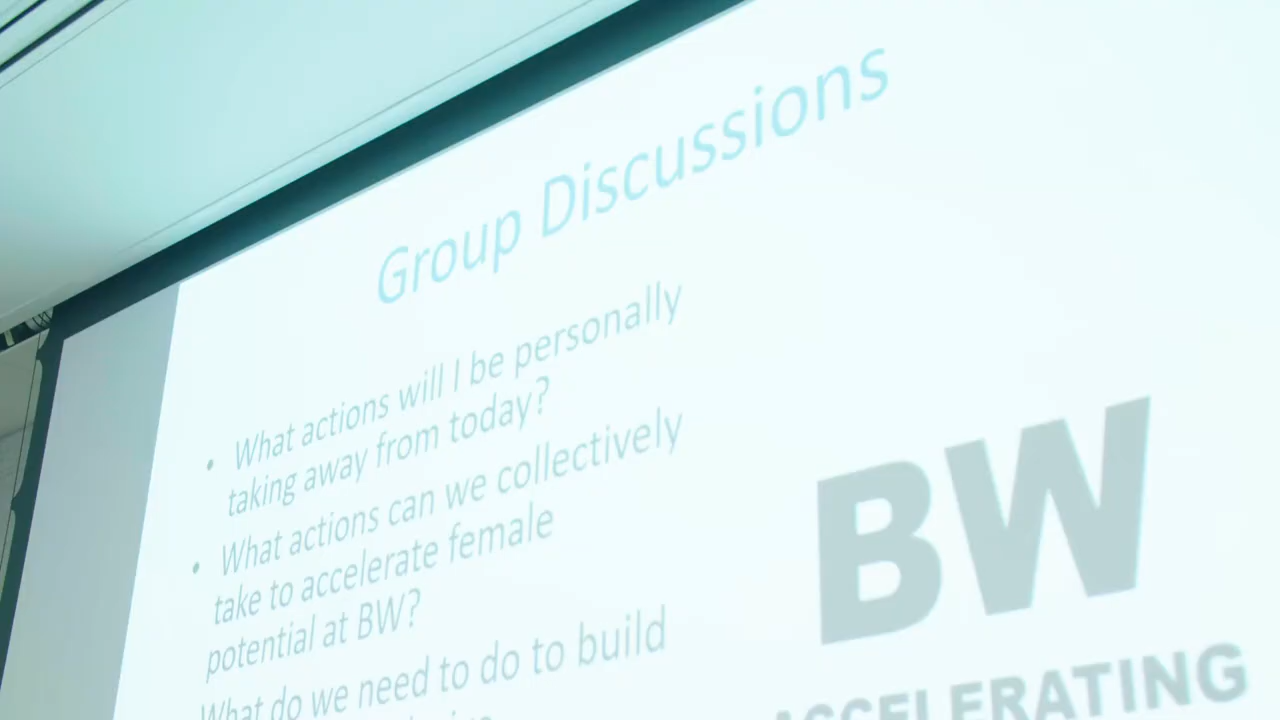 Group Discussions
• What actions will I be personally
taking away from today?
• What actions can we collectively
take to accelerate female
potential at BW?
What do we need to do to build
BW
ACCELERATING